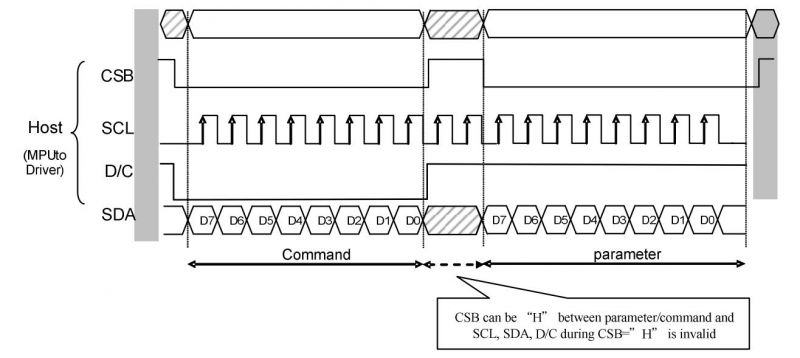 CSB
SCL
Host
(MPUto
Driver)
D/C
SDA
D7 D6 D5 D4 D3 D2 D1 D0 D7 D6 D5 D4 D3 D2 D1 D0
Command
parameter
CSB can be “H” between parameter/command and
SCL, SDA, D/C during CSB=”H” is invalid